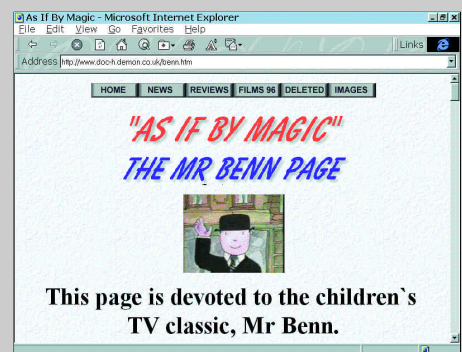 As If By Magic - Microsoft Internet Explorer
File Edit View Go Favorites Help
Links
Address http://www.doc-h.demon.co.uk/benn.htm
HOME NEWS REVIEWS FILMS 96 DELETED IMAGES
"AS IF BY MAGIC"
THE MR BENN PAGE
This page is devoted to the children`s
TV classic, Mr Benn.